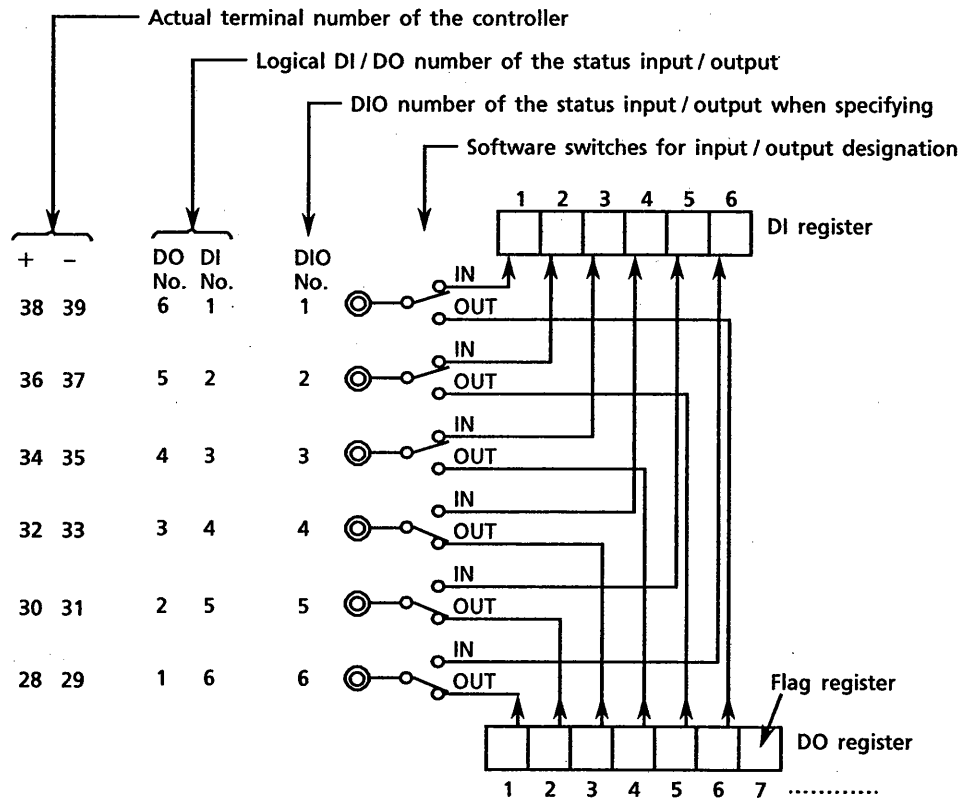 Actual terminal number of the controller
Logical DI / DO number of the status input / output
DIO number of the status input / output when specifying
Software switches for input / output designation
1 2 3 4 5 6
DI register
+ − DO No. DI No. DIO No.
38 39 6 1 1 IN OUT
36 37 5 2 2 IN OUT
34 35 4 3 3 IN OUT
32 33 3 4 4 IN OUT
30 31 2 5 5 IN OUT
28 29 1 6 6 IN OUT
Flag register
DO register
1 2 3 4 5 6 7 ............